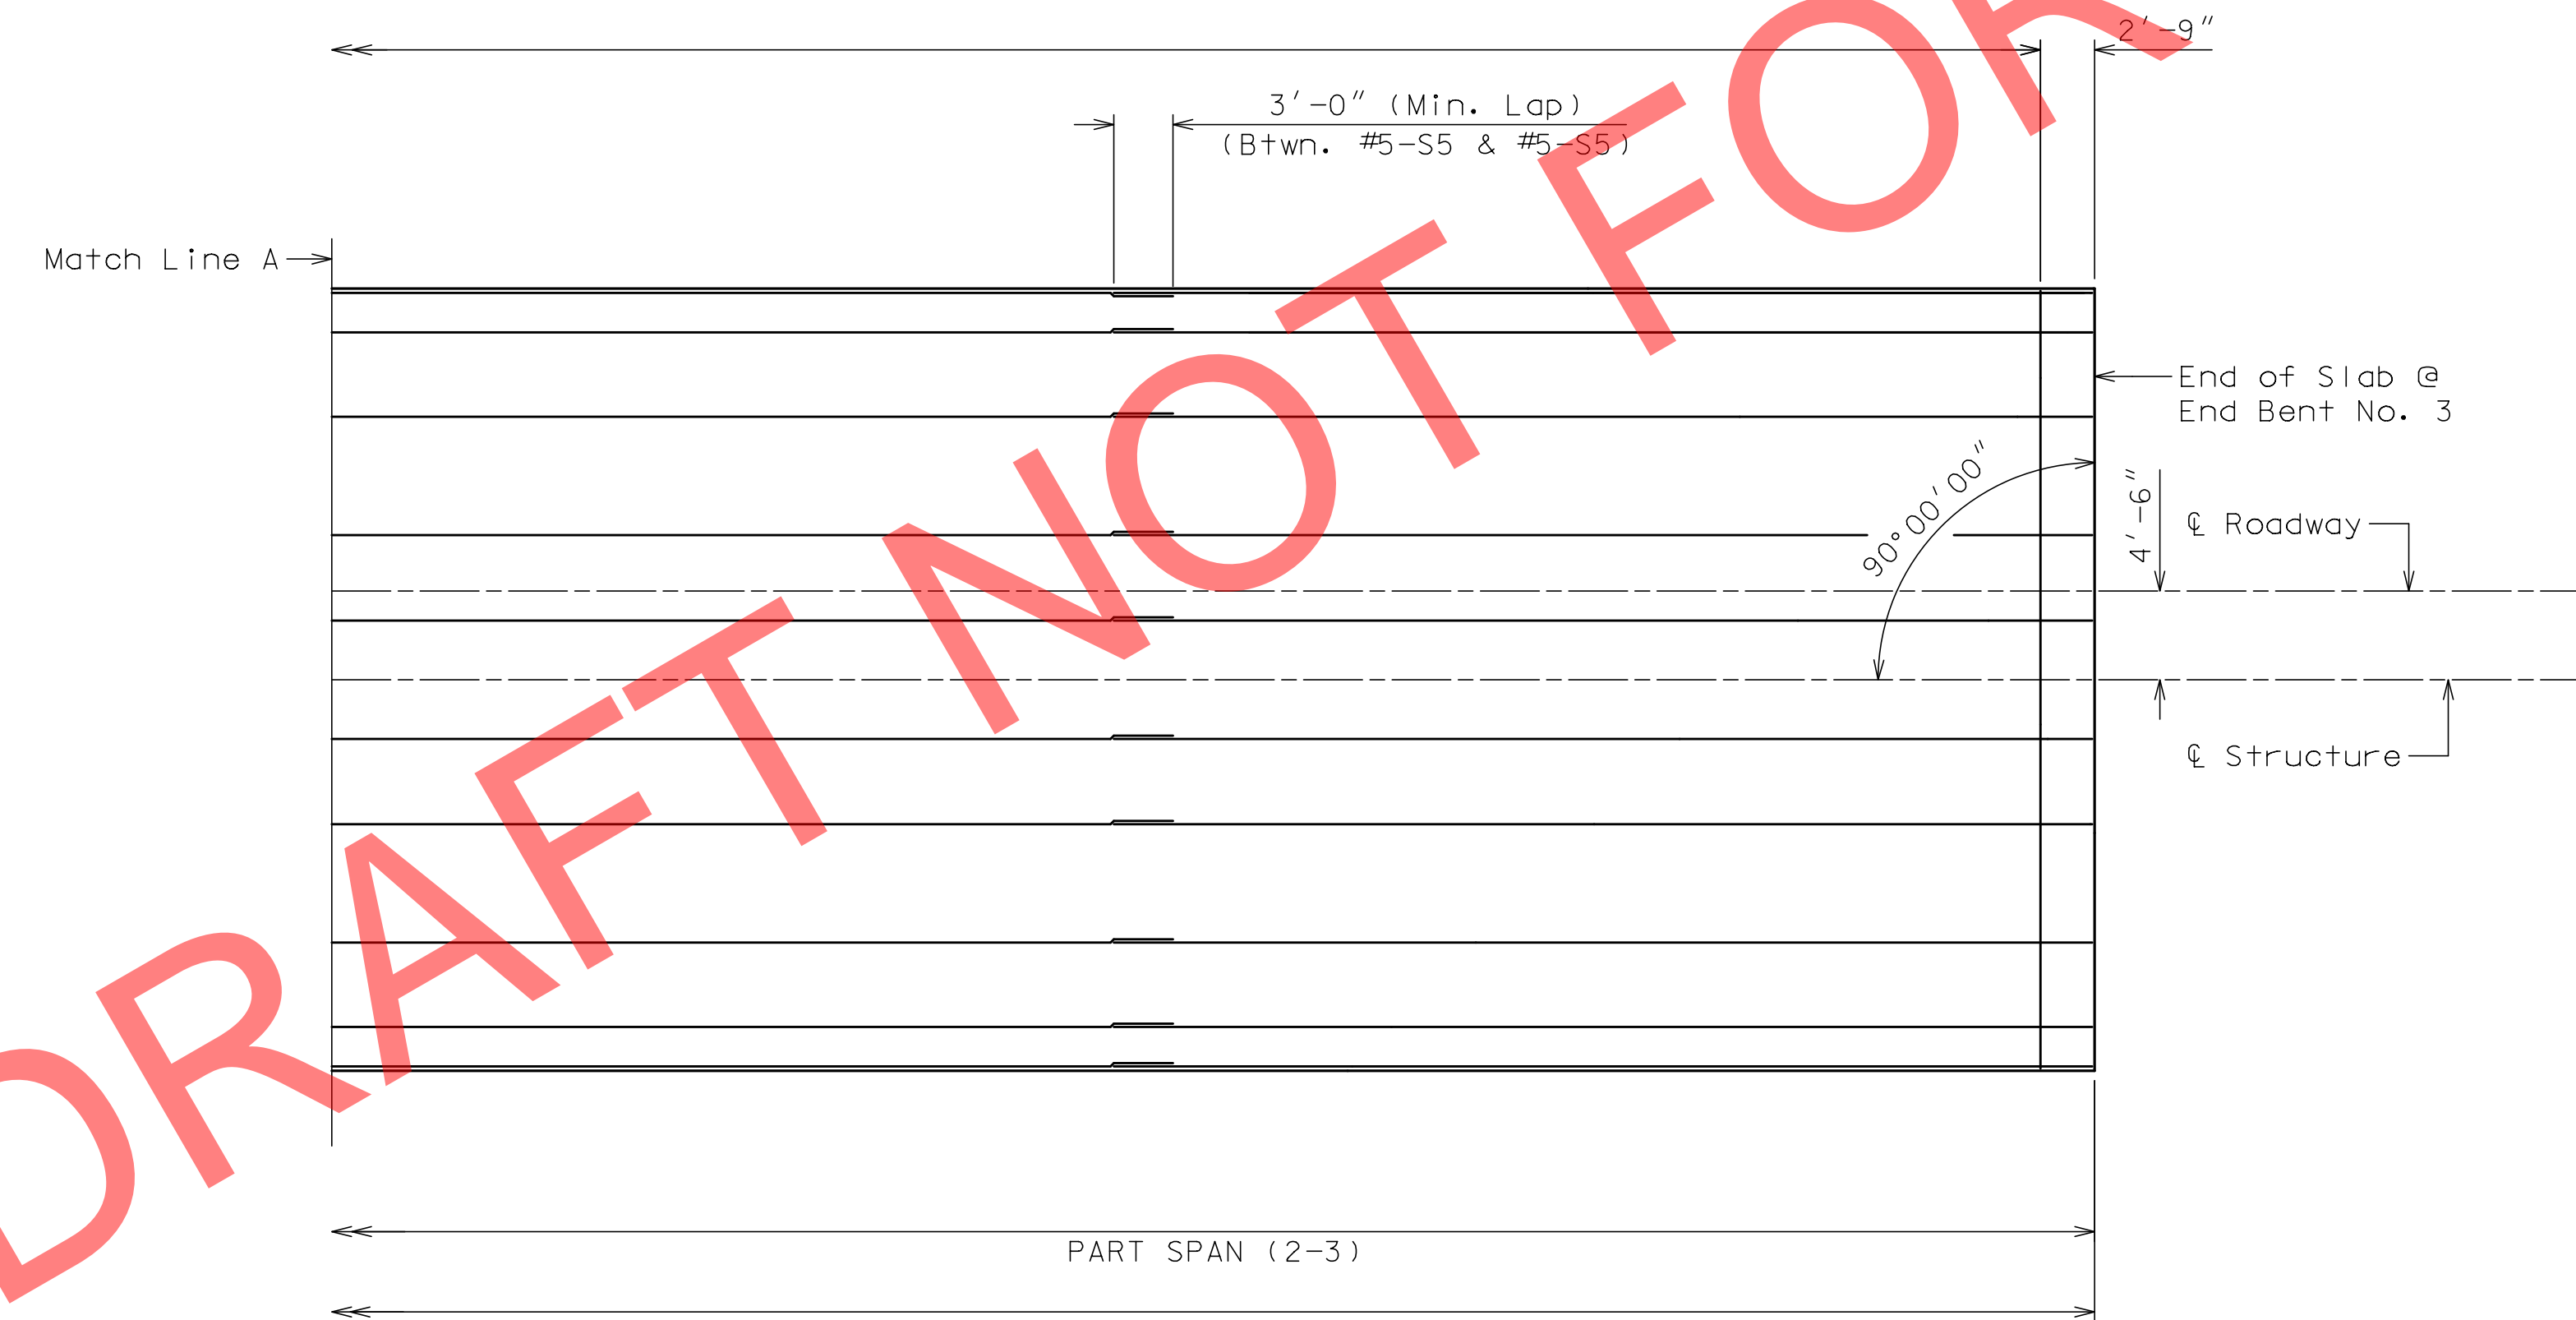 2'-9"
3'-0" (Min. Lap)
(Btwn. #5-S5 & #5-S5)
Match Line A
End of Slab @
End Bent No. 3
90°00'00"
4'-6"
℄ Roadway
℄ Structure
PART SPAN (2-3)
DRAFT NOT FOR